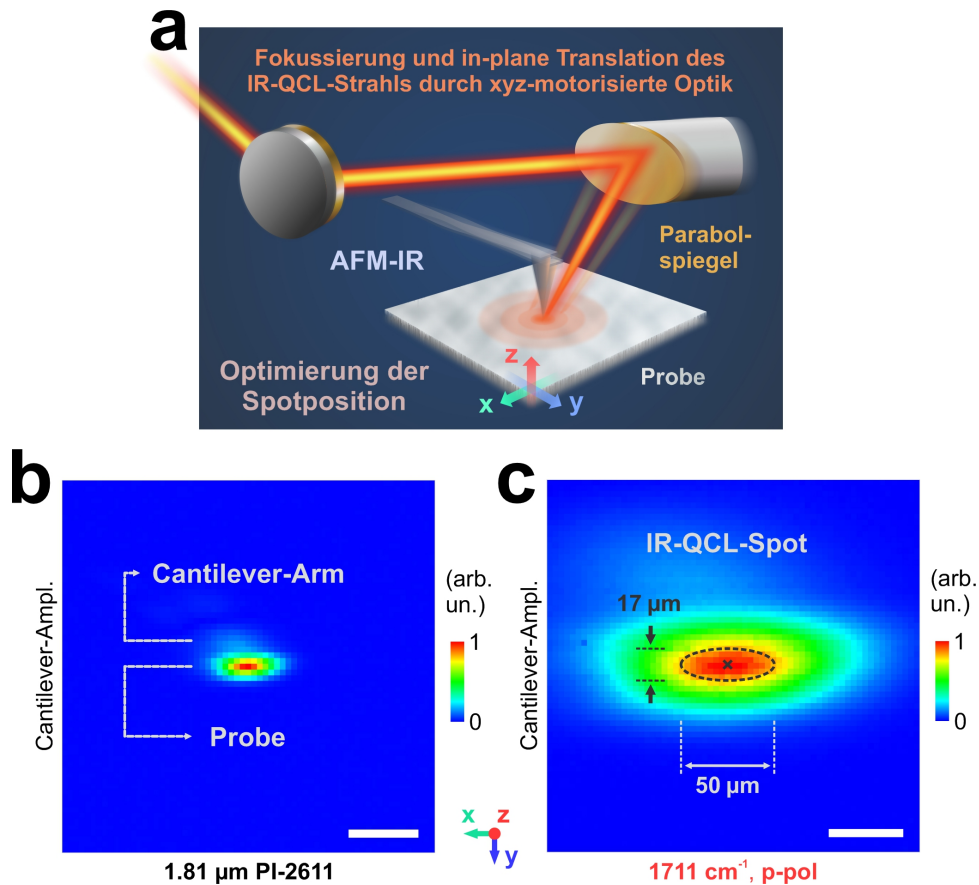 a
Fokussierung und in-plane Translation des
IR-QCL-Strahls durch xyz-motorisierte Optik
AFM-IR
Parabol-
spiegel
Optimierung der
Spotposition
z
x
y
Probe
b
Cantilever-Ampl.
Cantilever-Arm
Probe
(arb.
un.)
1
0
1.81 µm PI-2611
x
z
y
c
Cantilever-Ampl.
IR-QCL-Spot
17 µm
50 µm
(arb.
un.)
1
0
1711 cm⁻¹, p-pol